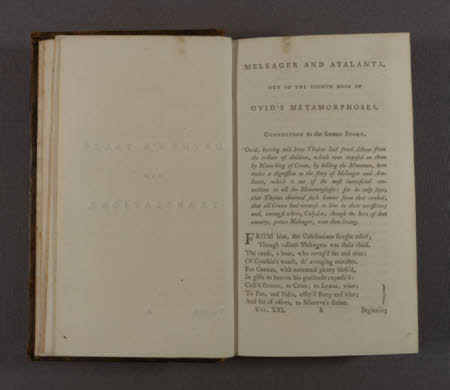 MELEAGER AND ATALANTA,
OUT OF THE EIGHTH BOOK OF
OVID'S METAMORPHOSES.
CONNECTION to the former STORY.
Ovid, having told how Theseus had freed Athens from
the tribute of children, which was imposed on them
by Minos king of Creta, by killing the Minotaur, here
makes a digression to the story of Meleager and Ata-
lanta, which is one of the most inartificial con-
nections in all the Metamorphoses: for he only says,
that Theseus obtained such honour from that combat,
that all Greece had recourse to him in their necessities;
and, amongst others, Calydon; though the hero of that
country, prince Meleager, was then living.
FROM him, the Caledonians sought relief;
Though valiant Meleagrus was their chief.
The cause, a boar, who ravag'd far and near:
Of Cynthia's wrath, th' avenging minister.
For Oeneus, with autumnal plenty bless'd,
In gifts to heaven his gratitude express'd:
Cull'd sheaves, to Ceres; to Lyæus, wine;
To Pan, and Pales, offer'd sheep and kine;
And fat of olives, to Minerva's shrine.
VOL. XXI. B Beginning